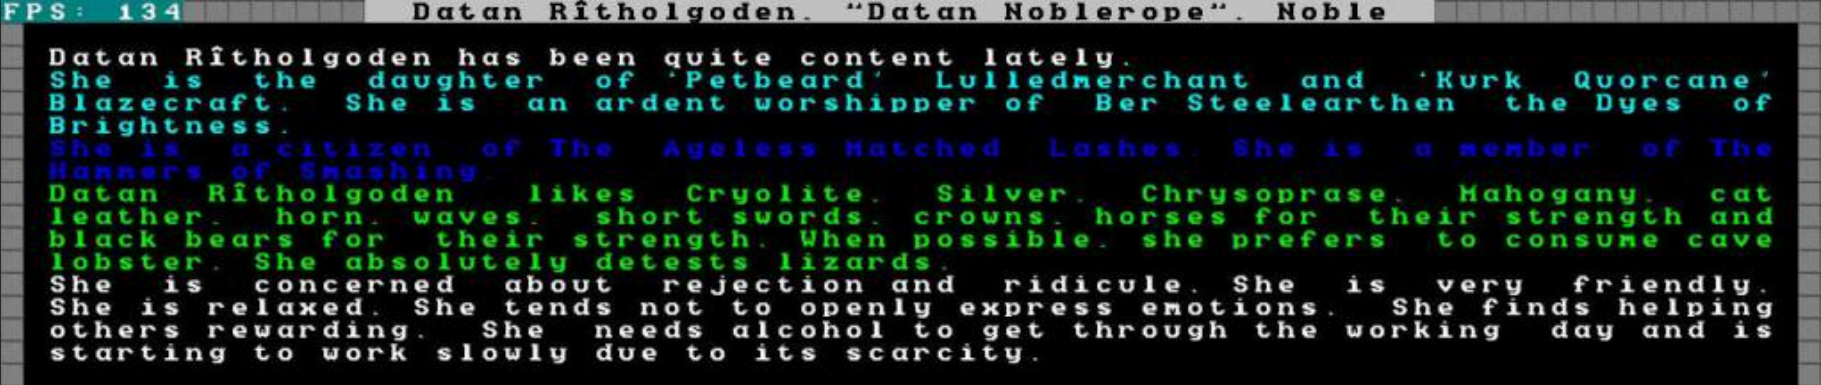 FPS: 134
Datan Rîtholgoden, "Datan Noblerope", Noble
Datan Rîtholgoden has been quite content lately.
She is the daughter of 'Petbeard' Lulledmerchant and 'Kurk Quorcane'
Blazecraft. She is an ardent worshipper of Ber Steelearthen the Dyes of
Brightness.
She is a citizen of The Ageless Matched Lashes. She is a member of The
Hammers of Smashing.
Datan Rîtholgoden likes Cryolite, Silver, Chrysoprase, Mahogany, cat
leather, horn, waves, short swords, crowns, horses for their strength and
black bears for their strength. When possible, she prefers to consume cave
lobster. She absolutely detests lizards.
She is concerned about rejection and ridicule. She is very friendly.
She is relaxed. She tends not to openly express emotions. She finds helping
others rewarding. She needs alcohol to get through the working day and is
starting to work slowly due to its scarcity.